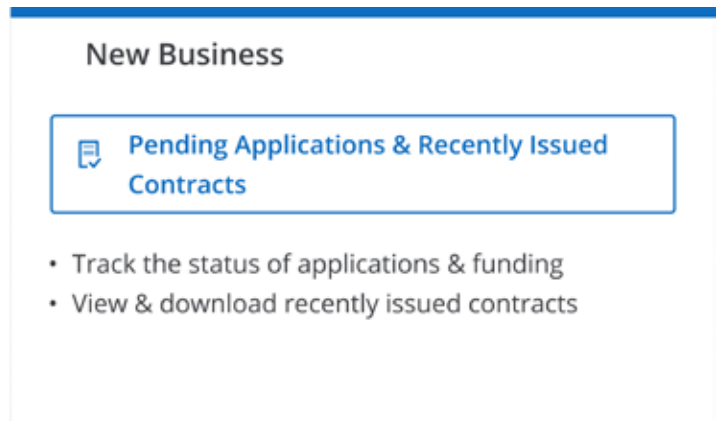 New Business
Pending Applications & Recently Issued
Contracts
• Track the status of applications & funding
• View & download recently issued contracts